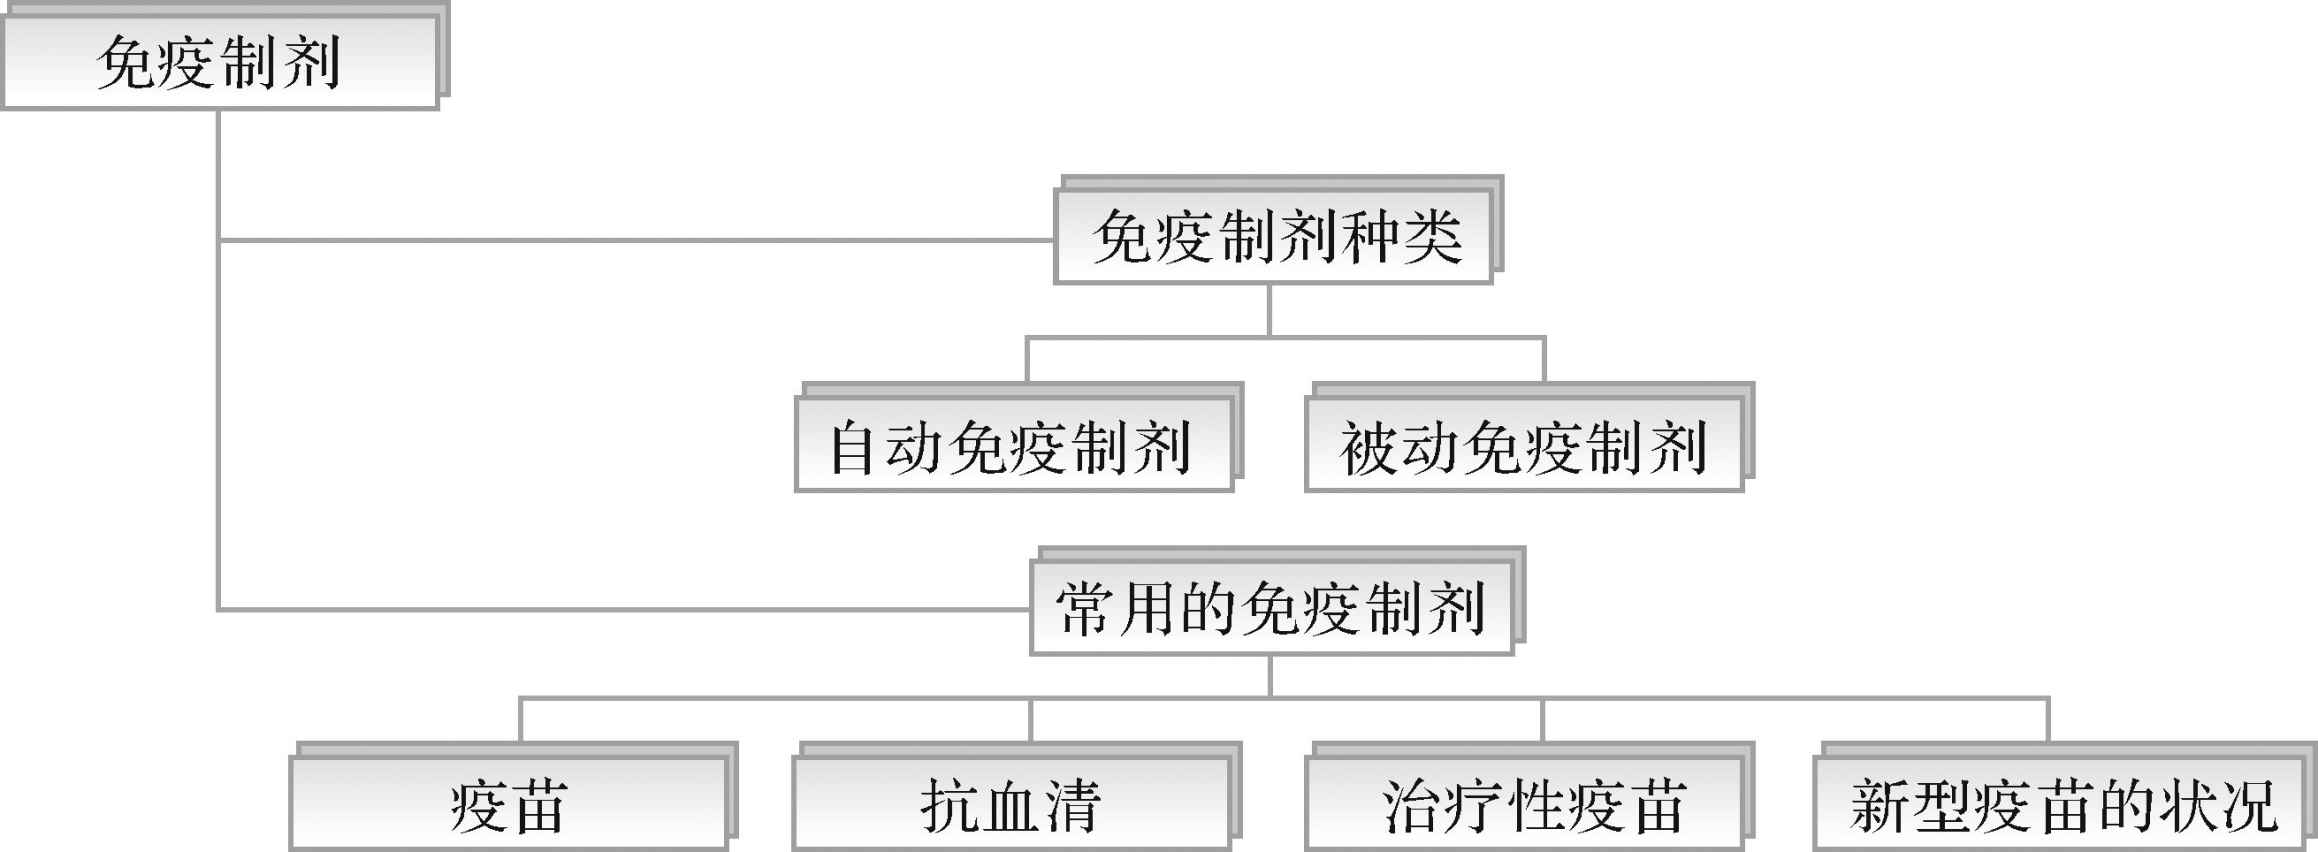 免疫制剂
免疫制剂种类
自动免疫制剂
被动免疫制剂
常用的免疫制剂
疫苗
抗血清
治疗性疫苗
新型疫苗的状况